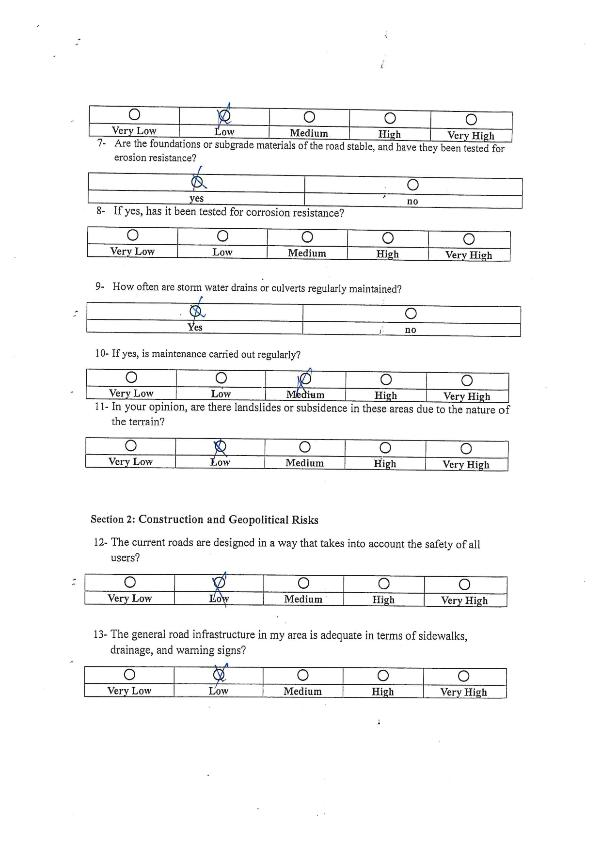 Very Low Low Medium High Very High
7- Are the foundations or subgrade materials of the road stable, and have they been tested for
erosion resistance?
yes no
8- If yes, has it been tested for corrosion resistance?
Very Low Low Medium High Very High
9- How often are storm water drains or culverts regularly maintained?
Yes no
10- If yes, is maintenance carried out regularly?
Very Low Low Medium High Very High
11- In your opinion, are there landslides or subsidence in these areas due to the nature of
the terrain?
Very Low Low Medium High Very High
Section 2: Construction and Geopolitical Risks
12- The current roads are designed in a way that takes into account the safety of all
users?
Very Low Low Medium High Very High
13- The general road infrastructure in my area is adequate in terms of sidewalks,
drainage, and warning signs?
Very Low Low Medium High Very High